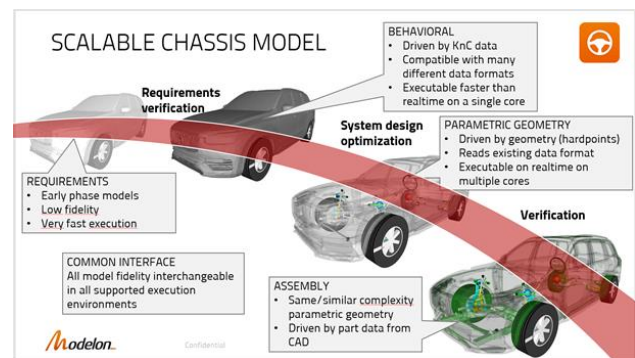 SCALABLE CHASSIS MODEL
BEHAVIORAL
• Driven by KnC data
• Compatible with many
different data formats
• Executable faster than
realtime on a single core
Requirements
verification
System design
optimization
PARAMETRIC GEOMETRY
• Driven by geometry (hardpoints)
• Reads existing data format
• Executable on realtime on
multiple cores
REQUIREMENTS
• Early phase models
• Low fidelity
• Very fast execution
Verification
COMMON INTERFACE
All model fidelity interchangeable
in all supported execution
environments
ASSEMBLY
• Same/similar complexity
parametric geometry
• Driven by part data from
CAD
Modelon
Confidential